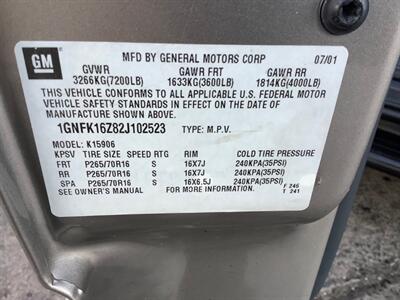 GM
MFD BY GENERAL MOTORS CORP 07/01
GVWR GAWR FRT GAWR RR
3266KG(7200LB) 1633KG(3600LB) 1814KG(4000LB)
THIS VEHICLE CONFORMS TO ALL APPLICABLE U.S. FEDERAL MOTOR
VEHICLE SAFETY STANDARDS IN EFFECT ON THE DATE OF
MANUFACTURE SHOWN ABOVE.
1GNFK16Z82J102523 TYPE: M.P.V.
MODEL: K15906
KPSV TIRE SIZE SPEED RTG RIM COLD TIRE PRESSURE
FRT P265/70R16 S 16X7J 240KPA(35PSI)
RR P265/70R16 S 16X7J 240KPA(35PSI)
SPA P265/70R16 S 16X6.5J 240KPA(35PSI)
SEE OWNER'S MANUAL FOR MORE INFORMATION. F 246
T 241